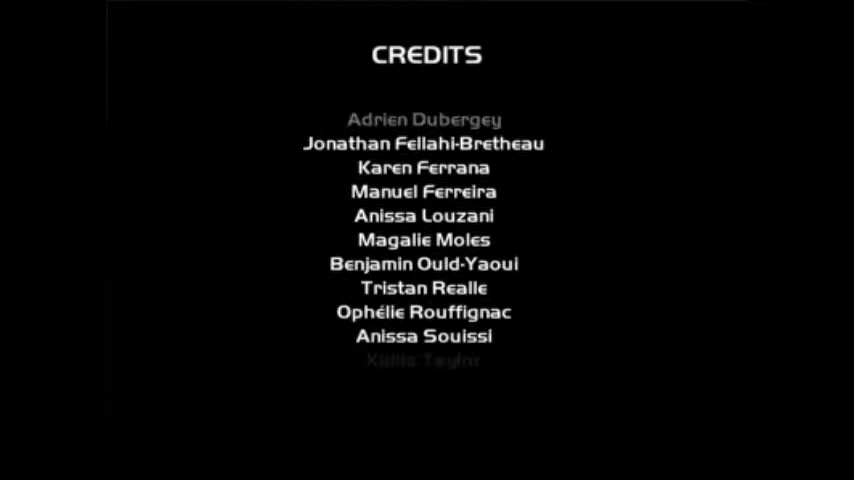 CREDITS
Adrien Dubergey
Jonathan Fellahi-Bretheau
Karen Ferrana
Manuel Ferreira
Anissa Louzani
Magalie Moles
Benjamin Ould-Yaoui
Tristan Realle
Ophélie Rouffignac
Anissa Souissi